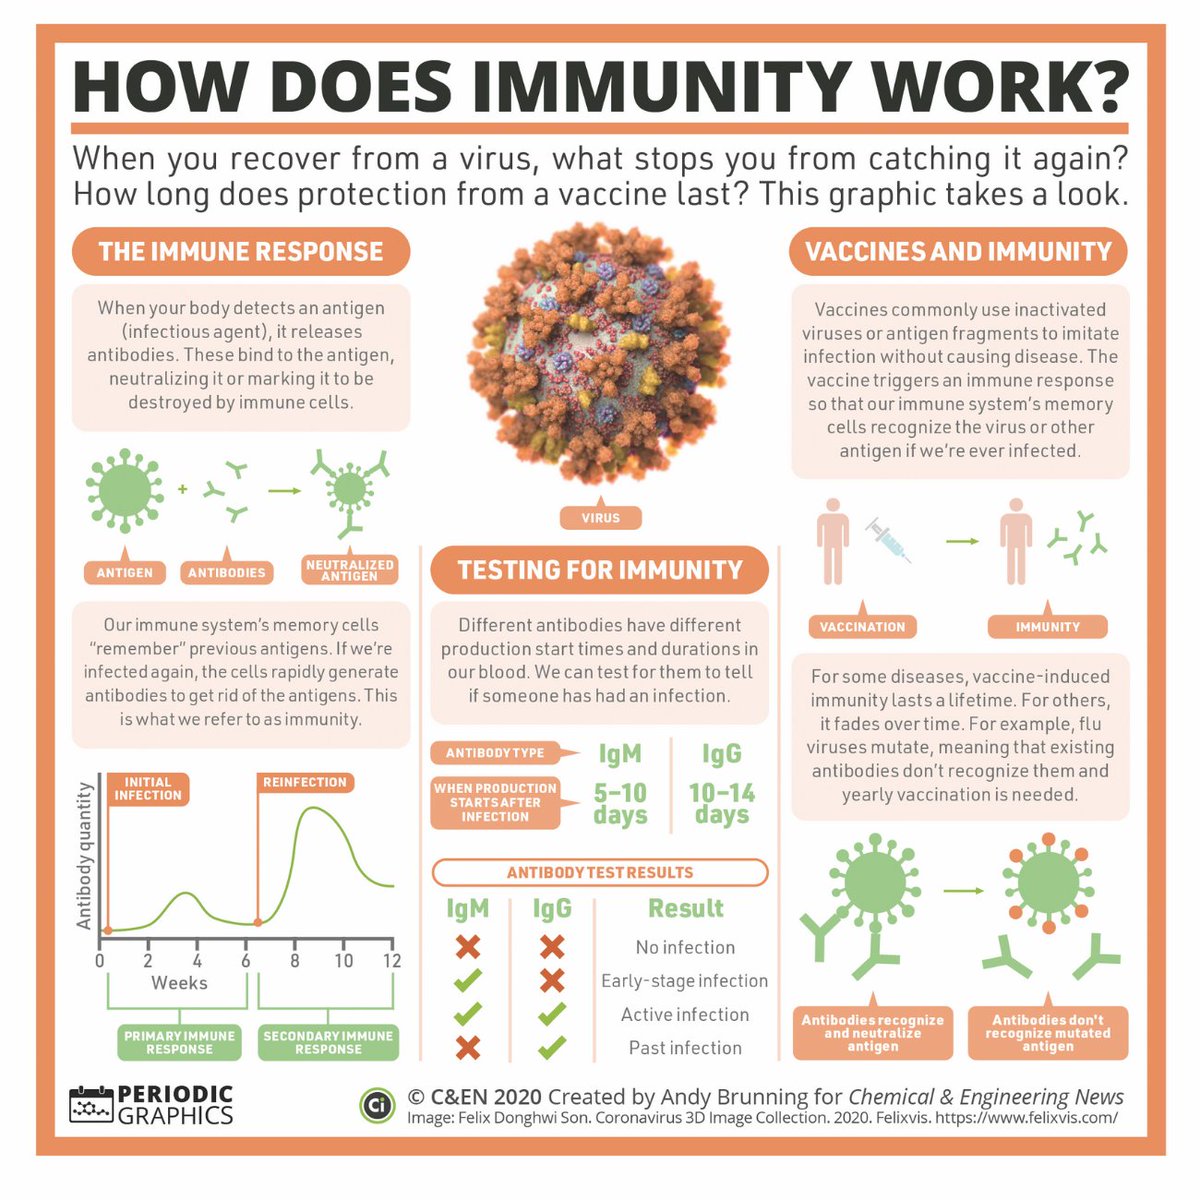 HOW DOES IMMUNITY WORK?
When you recover from a virus, what stops you from catching it again?
How long does protection from a vaccine last? This graphic takes a look.
THE IMMUNE RESPONSE
When your body detects an antigen
(infectious agent), it releases
antibodies. These bind to the antigen,
neutralizing it or marking it to be
destroyed by immune cells.
ANTIGEN
ANTIBODIES
NEUTRALIZED
ANTIGEN
Our immune system's memory cells
"remember" previous antigens. If we're
infected again, the cells rapidly generate
antibodies to get rid of the antigens. This
is what we refer to as immunity.
Antibody quantity
INITIAL
INFECTION
REINFECTION
0 2 4 6 8 10 12
Weeks
PRIMARY IMMUNE
RESPONSE
SECONDARY IMMUNE
RESPONSE
VIRUS
TESTING FOR IMMUNITY
Different antibodies have different
production start times and durations in
our blood. We can test for them to tell
if someone has had an infection.
ANTIBODY TYPE IgM IgG
WHEN PRODUCTION
STARTS AFTER
INFECTION
5–10
days
10–14
days
ANTIBODY TEST RESULTS
IgM IgG Result
No infection
Early-stage infection
Active infection
Past infection
VACCINES AND IMMUNITY
Vaccines commonly use inactivated
viruses or antigen fragments to imitate
infection without causing disease. The
vaccine triggers an immune response
so that our immune system's memory
cells recognize the virus or other
antigen if we're ever infected.
VACCINATION
IMMUNITY
For some diseases, vaccine-induced
immunity lasts a lifetime. For others,
it fades over time. For example, flu
viruses mutate, meaning that existing
antibodies don't recognize them and
yearly vaccination is needed.
Antibodies recognize
and neutralize
antigen
Antibodies don't
recognize mutated
antigen
PERIODIC
GRAPHICS
Ci
© C&EN 2020 Created by Andy Brunning for Chemical & Engineering News
Image: Felix Donghwi Son. Coronavirus 3D Image Collection. 2020. Felixvis. https://www.felixvis.com/